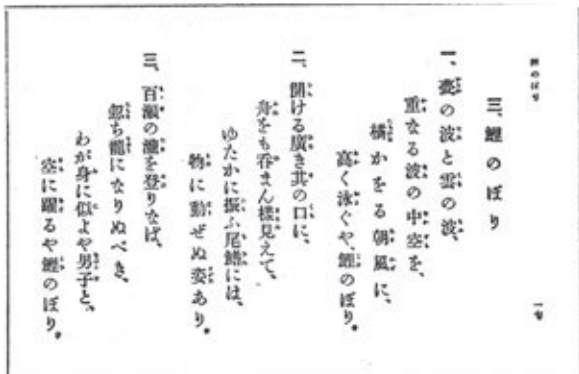 鯉のぼり
三、鯉のぼり
一、甍の波と雲の波、
重なる波の中空を、
橘かをる朝風に、
高く泳ぐや、鯉のぼり。
二、開ける廣き其の口に、
舟をも呑まん様見えて、
ゆたかに振ふ尾鰭には、
物に動ぜぬ姿あり。
三、百瀬の瀧を登りなば、
忽ち龍になりぬべき、
わが身に似よや男子と、
空に躍るや鯉のぼり。